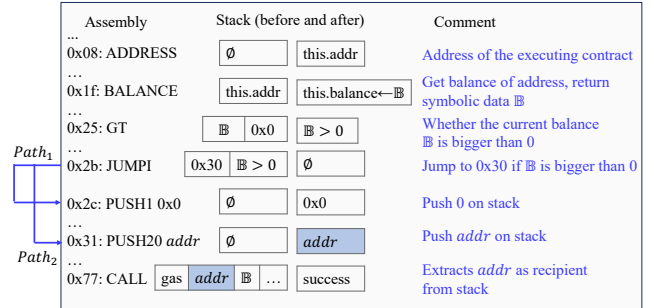 Assembly Stack (before and after) Comment
...
0x08: ADDRESS ∅ this.addr Address of the executing contract
...
0x1f: BALANCE this.addr this.balance←𝔹 Get balance of address, return
symbolic data 𝔹
...
0x25: GT 𝔹 0x0 𝔹 > 0 Whether the current balance
𝔹 is bigger than 0
...
Path₁ 0x2b: JUMPI 0x30 𝔹 > 0 ∅ Jump to 0x30 if 𝔹 is bigger than 0
0x2c: PUSH1 0x0 ∅ 0x0 Push 0 on stack
...
0x31: PUSH20 addr ∅ addr Push addr on stack
Path₂
...
0x77: CALL gas addr 𝔹 ... success Extracts addr as recipient
from stack